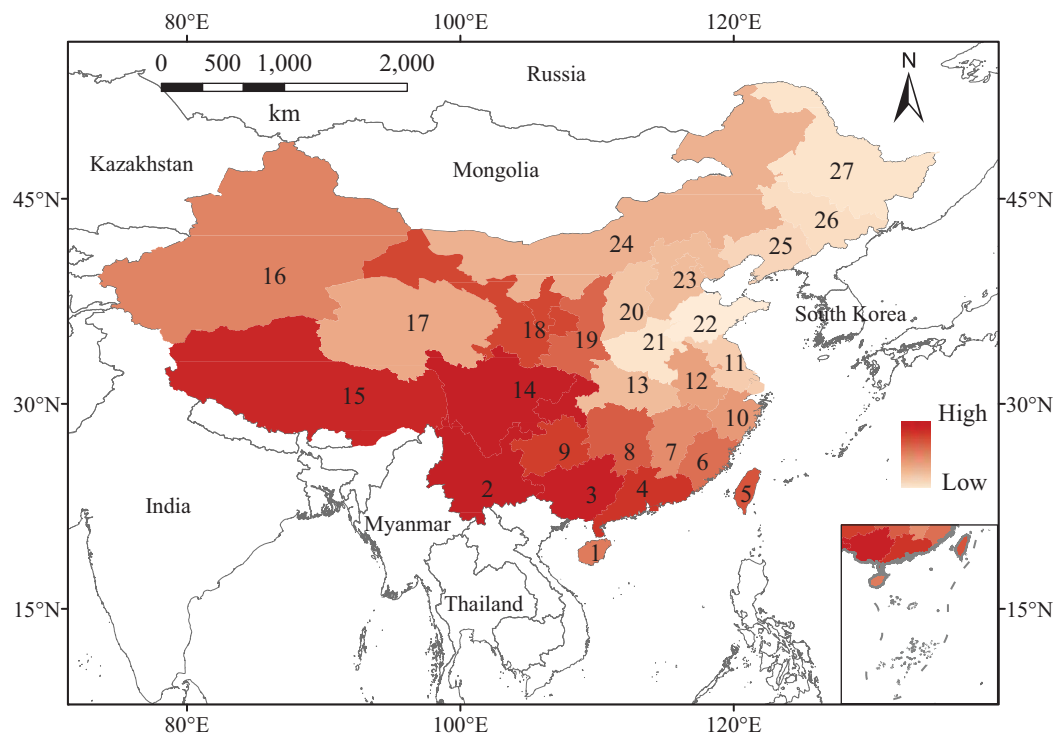 80°E 100°E 120°E
0 500 1,000 2,000
km
Russia
N
Kazakhstan
Mongolia
27
45°N 45°N
26
24 25
16 23
20
17 22 South Korea
18 19 21
11
14 13 12
15
30°N 30°N
10
High
9 8 7 6
Low
2 3 4 5
India
Myanmar
1
Thailand
15°N 15°N
80°E 100°E 120°E